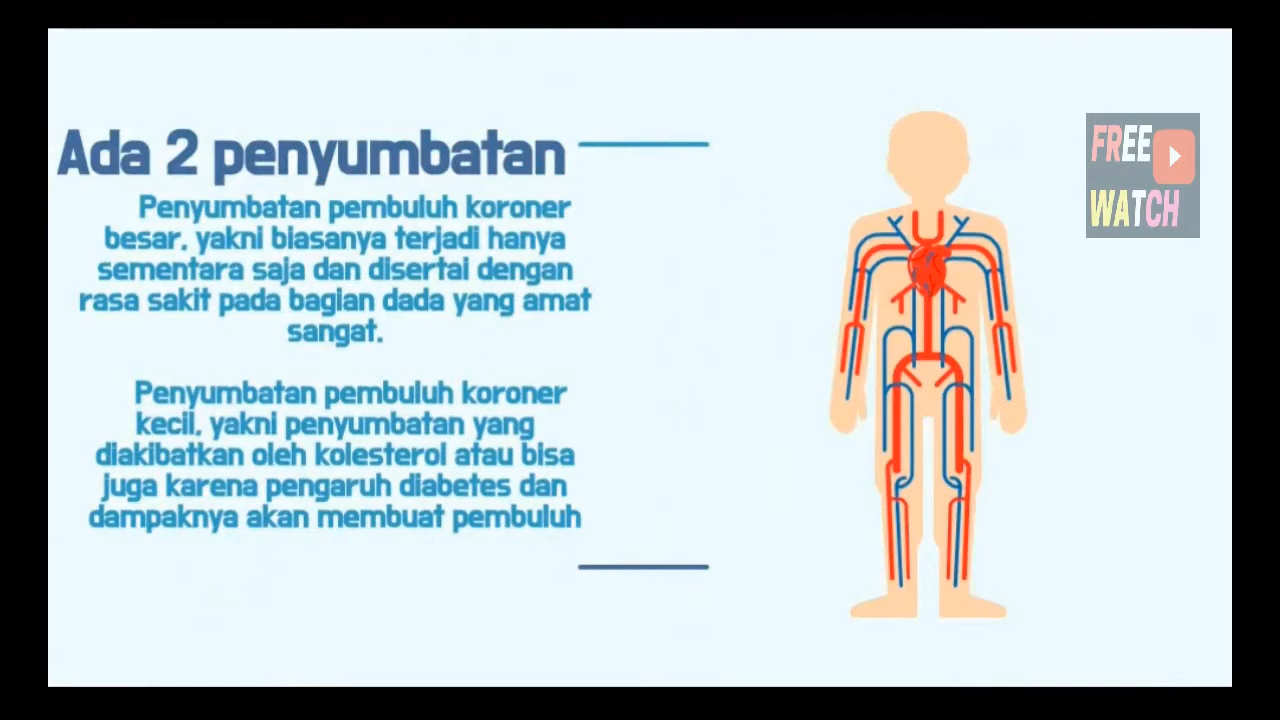 Ada 2 penyumbatan
Penyumbatan pembuluh koroner
besar, yakni biasanya terjadi hanya
sementara saja dan disertai dengan
rasa sakit pada bagian dada yang amat
sangat.
Penyumbatan pembuluh koroner
kecil, yakni penyumbatan yang
diakibatkan oleh kolesterol atau bisa
juga karena pengaruh diabetes dan
dampaknya akan membuat pembuluh
FREE
WATCH